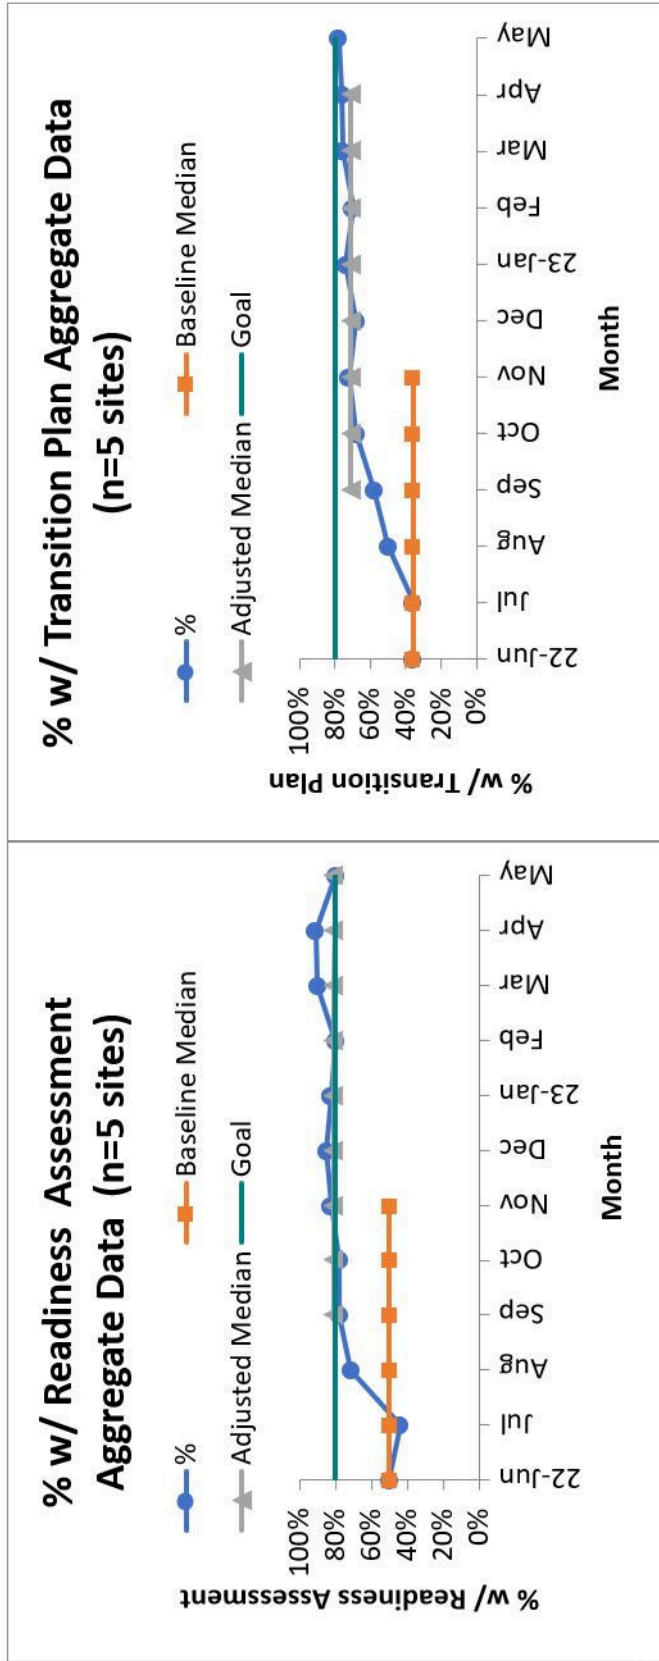 % w/ Readiness Assessment
Aggregate Data (n=5 sites)
%
Baseline Median
Adjusted Median
Goal
% w/ Readiness Assessment
100%
80%
60%
40%
20%
0%
22-Jun
Jul
Aug
Sep
Oct
Nov
Dec
23-Jan
Feb
Mar
Apr
May
Month
% w/ Transition Plan Aggregate Data
(n=5 sites)
%
Baseline Median
Adjusted Median
Goal
% w/ Transition Plan
100%
80%
60%
40%
20%
0%
22-Jun
Jul
Aug
Sep
Oct
Nov
Dec
23-Jan
Feb
Mar
Apr
May
Month